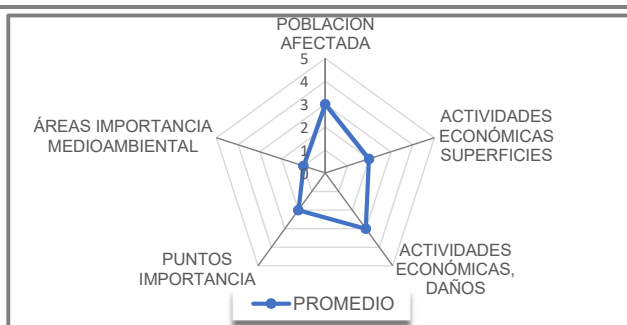 POBLACION
AFECTADA
5
4
3
2
1
0
ACTIVIDADES
ECONÓMICAS
SUPERFICIES
ACTIVIDADES
ECONÓMICAS,
DAÑOS
PUNTOS
IMPORTANCIA
ÁREAS IMPORTANCIA
MEDIOAMBIENTAL
PROMEDIO